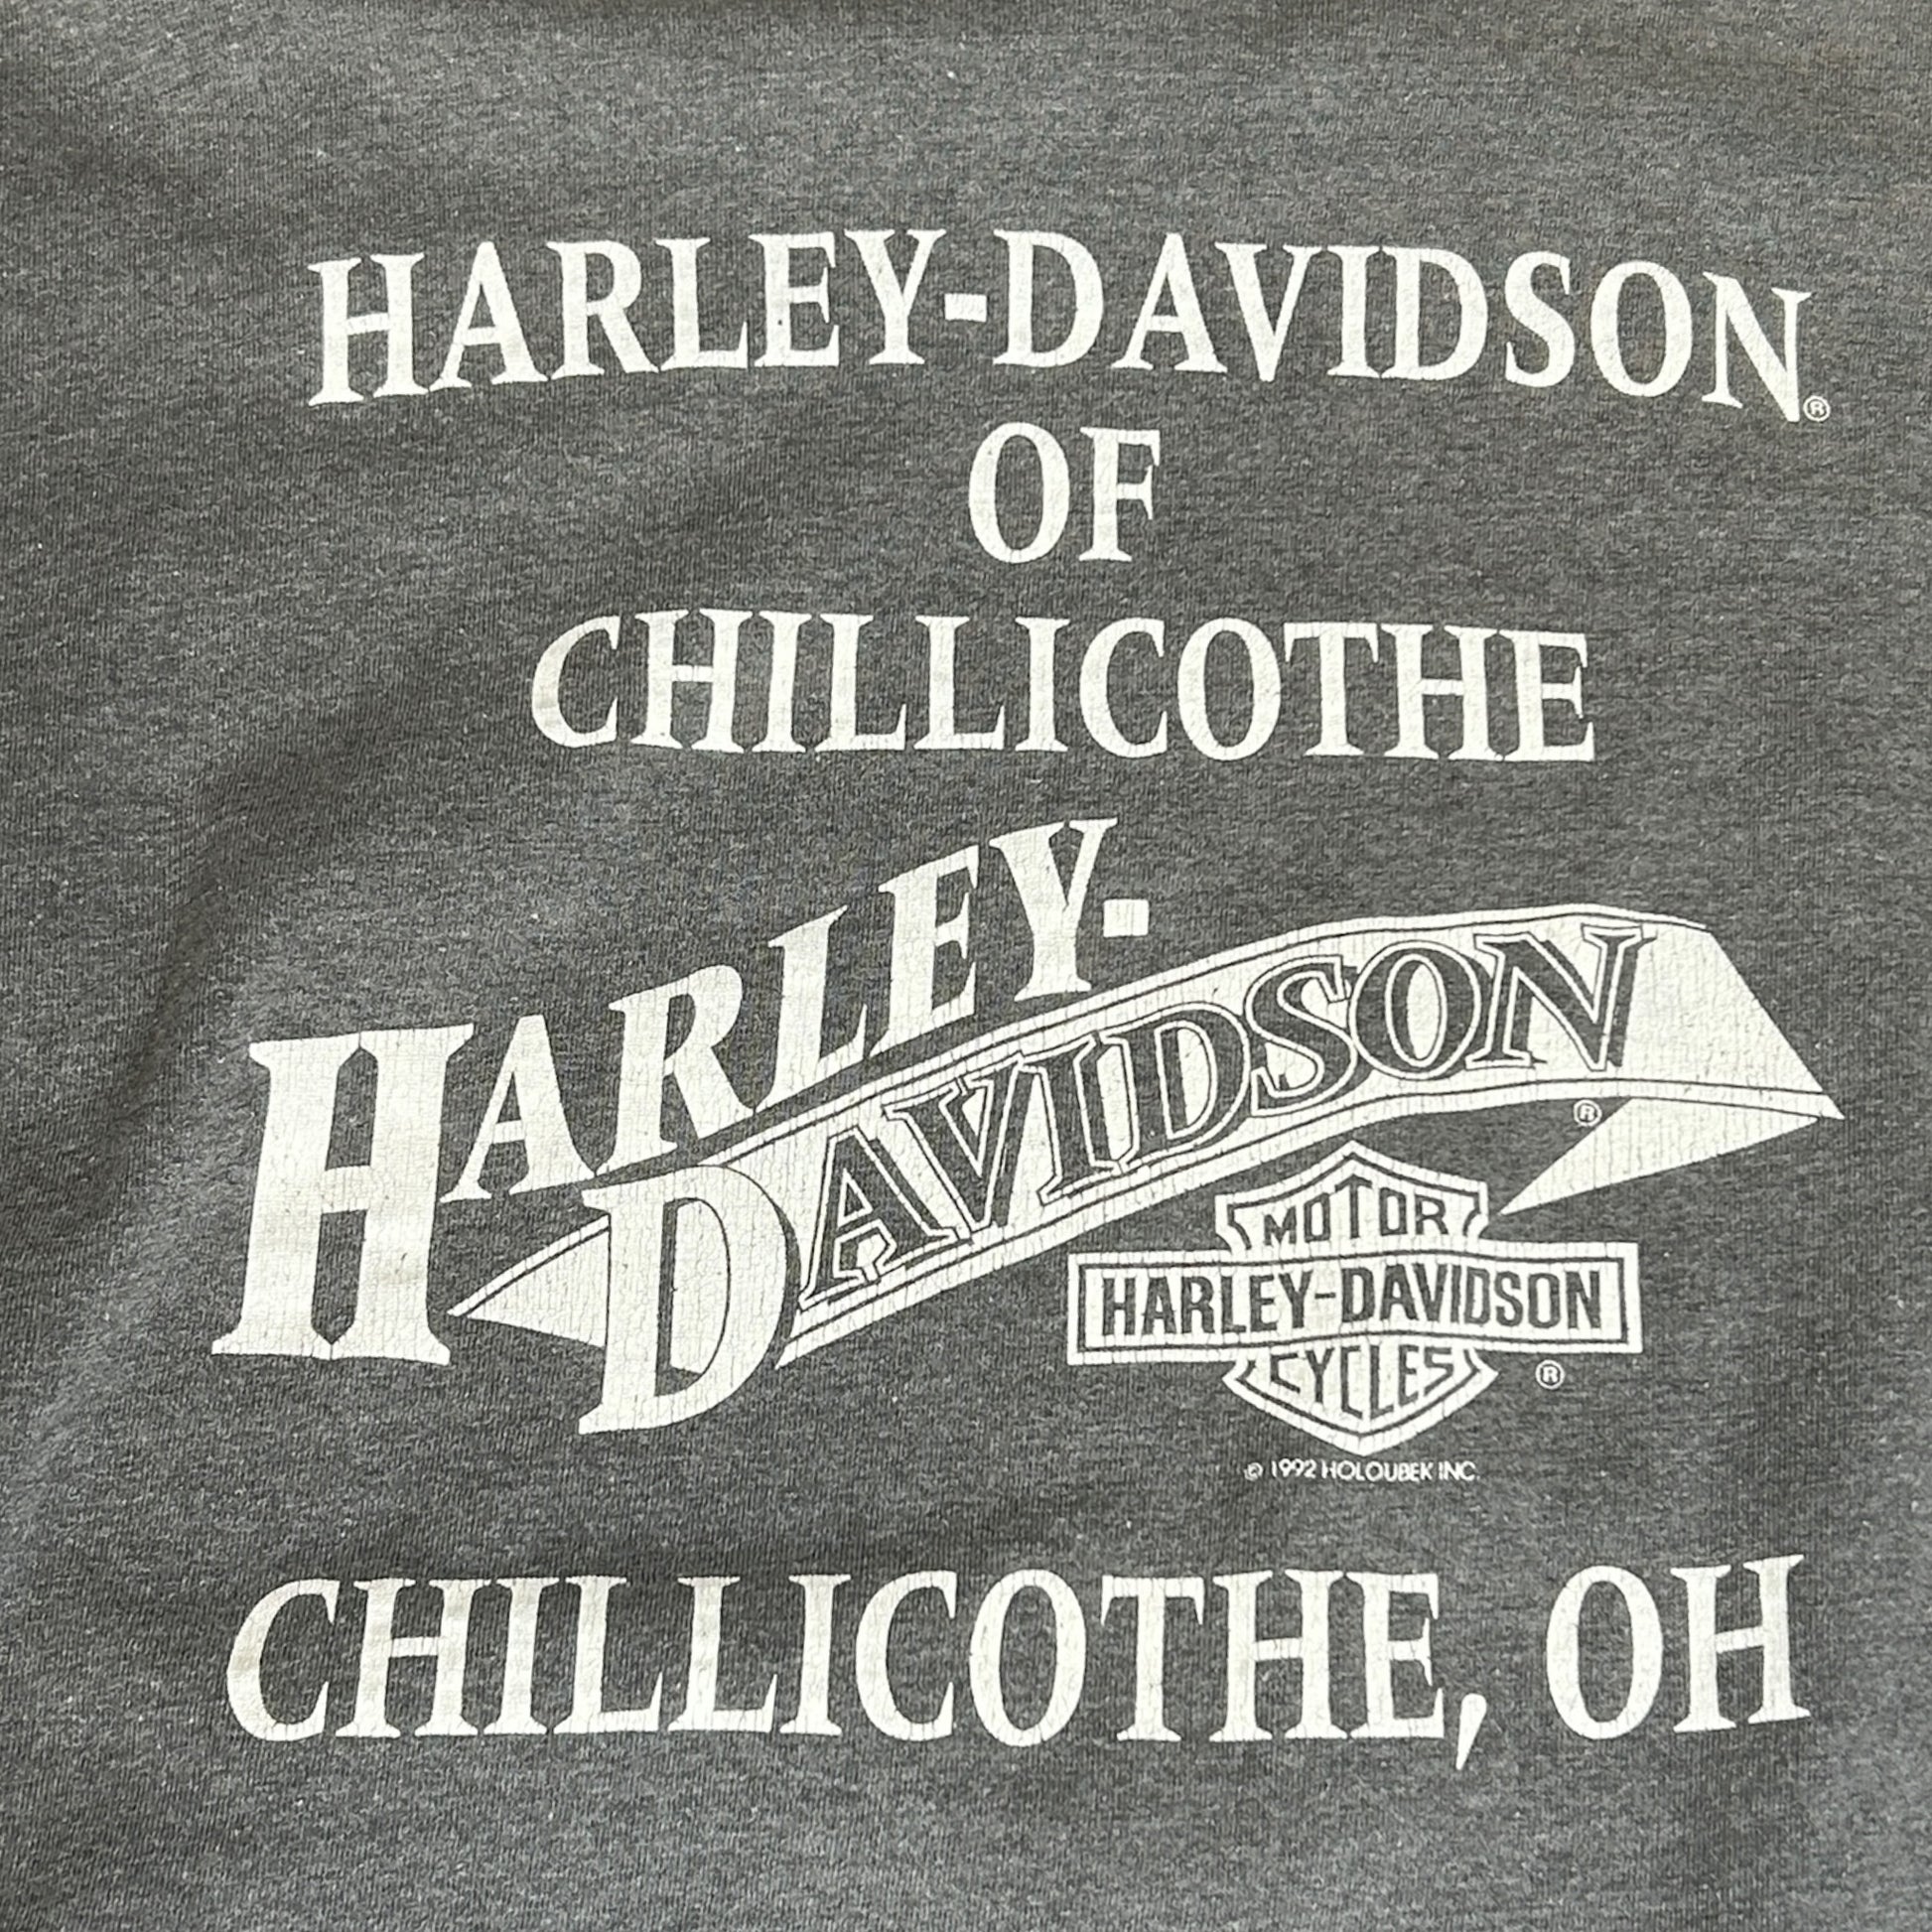 HARLEY-DAVIDSON®
OF
CHILLICOTHE
HARLEY-
DAVIDSON®
MOTOR
HARLEY-DAVIDSON
CYCLES ®
© 1992 HOLOUBEK INC.
CHILLICOTHE, OH